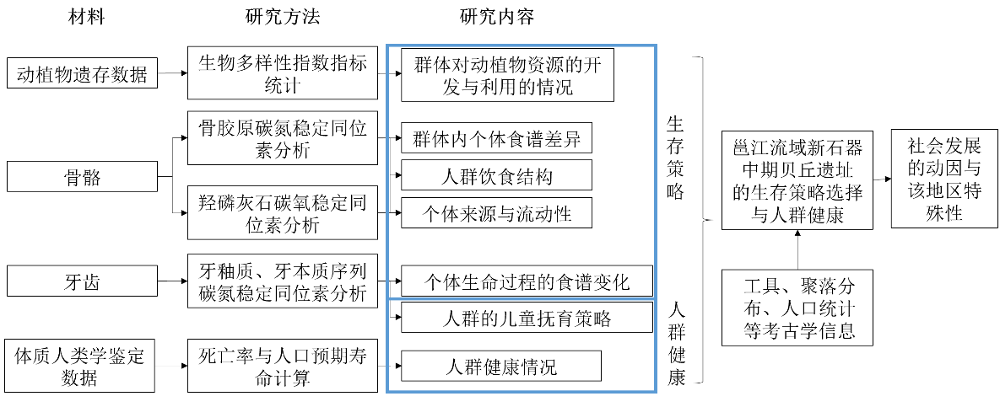 材料
研究方法
研究内容
动植物遗存数据
生物多样性指数指标
统计
群体对动植物资源的开
发与利用的情况
骨骼
骨胶原碳氮稳定同位
素分析
群体内个体食谱差异
人群饮食结构
羟磷灰石碳氧稳定同
位素分析
个体来源与流动性
牙齿
牙釉质、牙本质序列
碳氮稳定同位素分析
个体生命过程的食谱变化
人群的儿童抚育策略
体质人类学鉴定
数据
死亡率与人口预期寿
命计算
人群健康情况
生存策略
人群健康
邕江流域新石器
中期贝丘遗址
的生存策略选择
与人群健康
工具、聚落分
布、人口统计
等考古学信息
社会发展
的动因与
该地区特
殊性